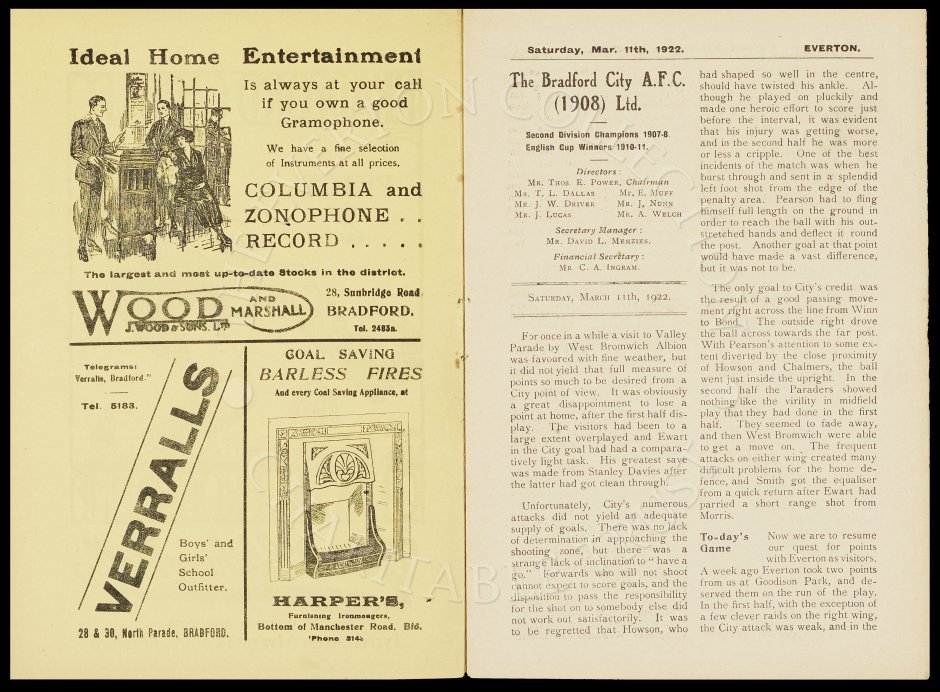 Ideal Home Entertainment
Is always at your call
if you own a good
Gramophone.
We have a fine selection
of Instruments at all prices.
COLUMBIA and
ZONOPHONE . .
RECORD . . . . .
The largest and most up-to-date Stocks in the district.
WOOD AND MARSHALL
J. WOOD & SONS. LTD
28, Sunbridge Road
BRADFORD.
Tel. 2483a.
Telegrams:
Verralls, Bradford."
Tel. 5183.
VERRALLS
Boys' and
Girls'
School
Outfitter.
28 & 30, North Parade, BRADFORD.
COAL SAVING
BARLESS FIRES
And every Coal Saving Appliance, at
HARPER'S,
Furnishing Ironmongers,
Bottom of Manchester Road, Bfd.
'Phone 3143
Saturday, Mar. 11th, 1922. EVERTON.
The Bradford City A.F.C.
(1908) Ltd.
Second Division Champions 1907-8.
English Cup Winners 1910-11.
Directors:
Mr. Thos E. Power, Chairman
Mr. T. L. Dallas Mr. E. Muff
Mr. J. W. Driver Mr. J. Nunn
Mr. J. Lucas Mr. A. Welch
Secretary Manager:
Mr. David L. Menzies.
Financial Secretary:
Mr. C. A. Ingram.
Saturday, March 11th, 1922.
For once in a while a visit to Valley
Parade by West Bromwich Albion
was favoured with fine weather, but
it did not yield that full measure of
points so much to be desired from a
City point of view. It was obviously
a great disappointment to lose a
point at home, after the first half dis-
play. The visitors had been to a
large extent overplayed and Ewart
in the City goal had had a compara-
tively light task. His greatest save
was made from Stanley Davies after
the latter had got clean through.
Unfortunately, City's numerous
attacks did not yield an adequate
supply of goals. There was no lack
of determination in approaching the
shooting zone, but there was a
strange lack of inclination to " have a
go." Forwards who will not shoot
cannot expect to score goals, and the
disposition to pass the responsibility
for the shot on to somebody else did
not work out satisfactorily. It was
to be regretted that Howson, who
had shaped so well in the centre,
should have twisted his ankle. Al-
though he played on pluckily and
made one heroic effort to score just
before the interval, it was evident
that his injury was getting worse,
and in the second half he was more
or less a cripple. One of the best
incidents of the match was when he
burst through and sent in a splendid
left foot shot from the edge of the
penalty area. Pearson had to fling
himself full length on the ground in
order to reach the ball with his out-
stretched hands and deflect it round
the post. Another goal at that point
would have made a vast difference,
but it was not to be.
The only goal to City's credit was
the result of a good passing move-
ment right across the line from Winn
to Bond. The outside right drove
the ball across towards the far post.
With Pearson's attention to some ex-
tent diverted by the close proximity
of Howson and Chalmers, the ball
went just inside the upright. In the
second half the Paraders showed
nothing like the virility in midfield
play that they had done in the first
half. They seemed to fade away,
and then West Bromwich were able
to get a move on. The frequent
attacks on either wing created many
difficult problems for the home de-
fence, and Smith got the equaliser
from a quick return after Ewart had
parried a short range shot from
Morris.
To-day's Game
Now we are to resume
our quest for points
with Everton as visitors.
A week ago Everton took two points
from us at Goodison Park, and de-
served them on the run of the play.
In the first half, with the exception of
a few clever raids on the right wing,
the City attack was weak, and in the